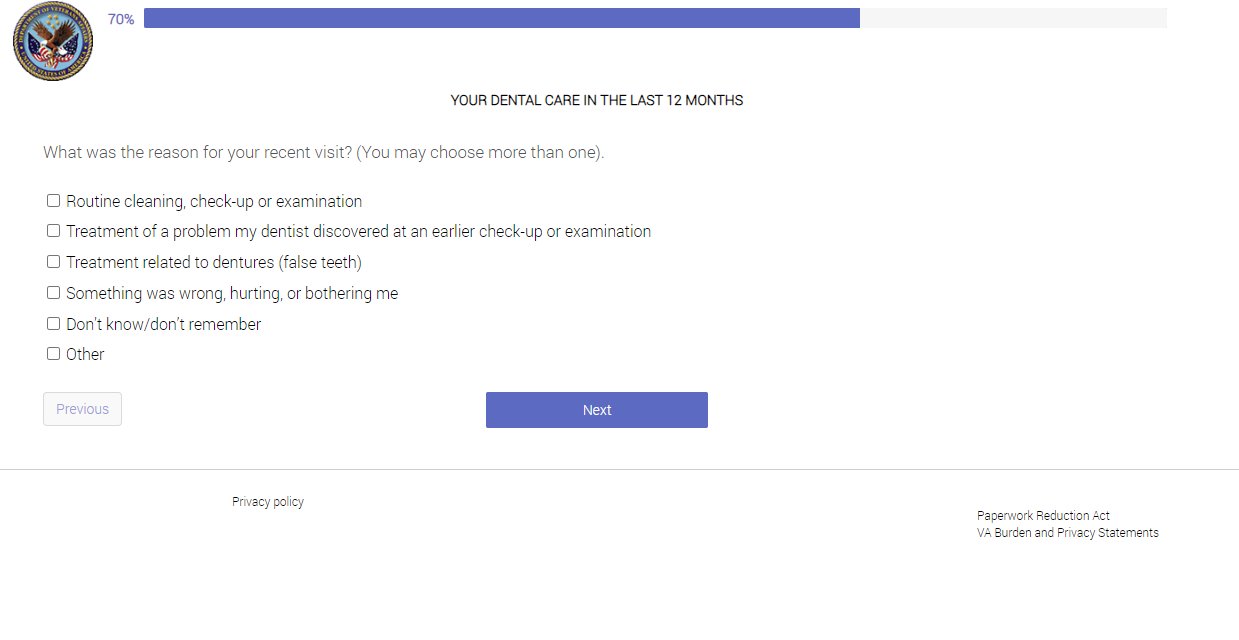 70%
YOUR DENTAL CARE IN THE LAST 12 MONTHS
What was the reason for your recent visit? (You may choose more than one).
Routine cleaning, check-up or examination
Treatment of a problem my dentist discovered at an earlier check-up or examination
Treatment related to dentures (false teeth)
Something was wrong, hurting, or bothering me
Don't know/don't remember
Other
Previous
Next
Privacy policy
Paperwork Reduction Act
VA Burden and Privacy Statements